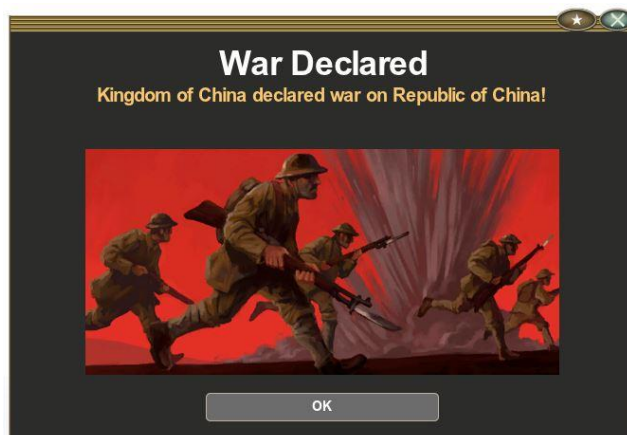 War Declared
Kingdom of China declared war on Republic of China!
OK